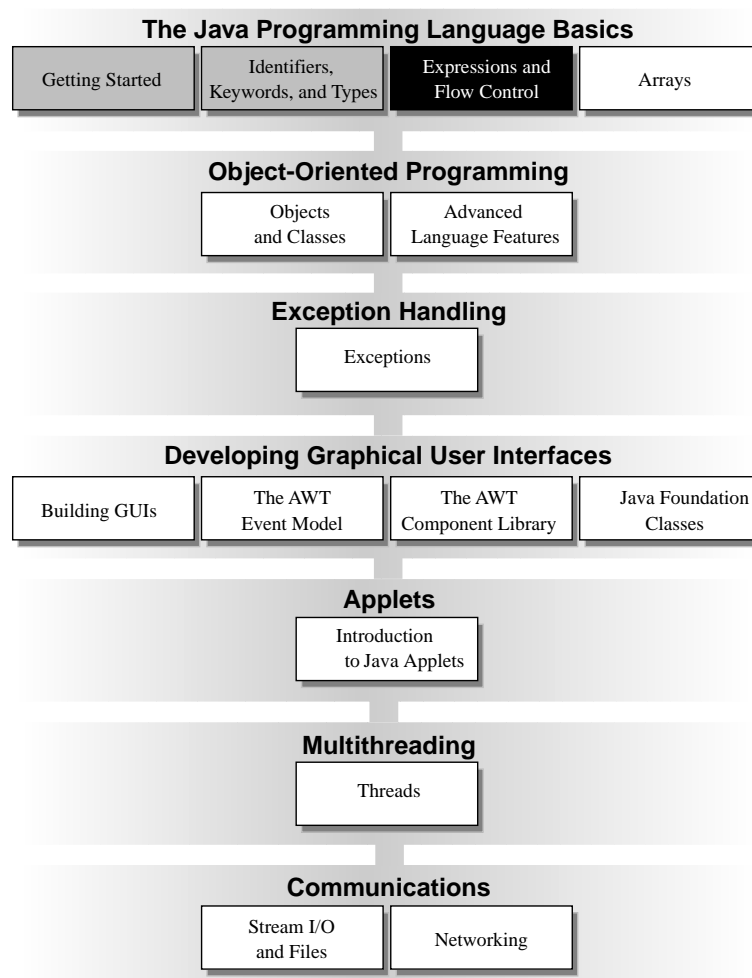 The Java Programming Language Basics
Getting Started
Identifiers,
Keywords, and Types
Expressions and
Flow Control
Arrays
Object-Oriented Programming
Objects
and Classes
Advanced
Language Features
Exception Handling
Exceptions
Developing Graphical User Interfaces
Building GUIs
The AWT
Event Model
The AWT
Component Library
Java Foundation
Classes
Applets
Introduction
to Java Applets
Multithreading
Threads
Communications
Stream I/O
and Files
Networking